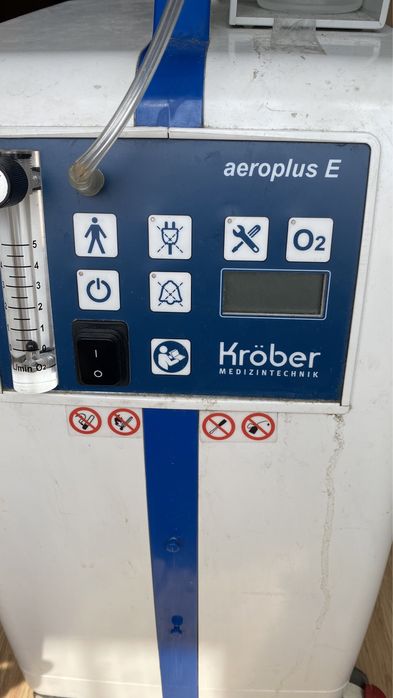 aeroplus E
O2
5
4
3
2
1
0
L/min O2
I
O
Kröber
MEDIZINTECHNIK